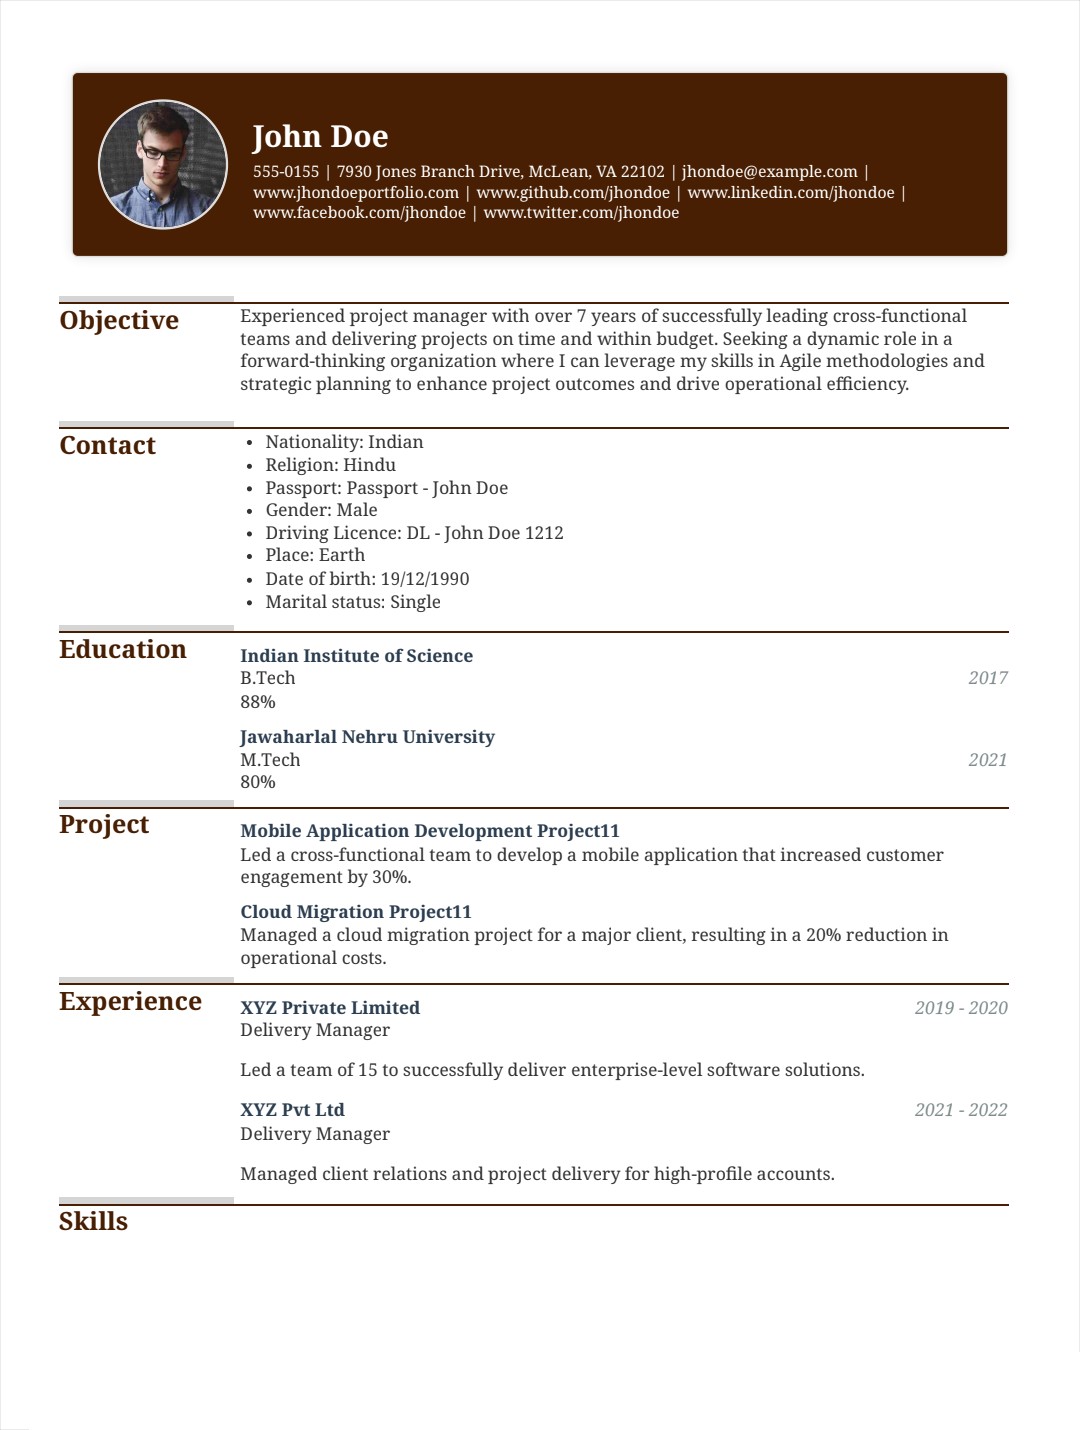 John Doe
555-0155 | 7930 Jones Branch Drive, McLean, VA 22102 | jhondoe@example.com |
www.jhondoeportfolio.com | www.github.com/jhondoe | www.linkedin.com/jhondoe |
www.facebook.com/jhondoe | www.twitter.com/jhondoe
Objective
Experienced project manager with over 7 years of successfully leading cross-functional
teams and delivering projects on time and within budget. Seeking a dynamic role in a
forward-thinking organization where I can leverage my skills in Agile methodologies and
strategic planning to enhance project outcomes and drive operational efficiency.
Contact
• Nationality: Indian
• Religion: Hindu
• Passport: Passport - John Doe
• Gender: Male
• Driving Licence: DL - John Doe 1212
• Place: Earth
• Date of birth: 19/12/1990
• Marital status: Single
Education
Indian Institute of Science
B.Tech 2017
88%
Jawaharlal Nehru University
M.Tech 2021
80%
Project
Mobile Application Development Project11
Led a cross-functional team to develop a mobile application that increased customer
engagement by 30%.
Cloud Migration Project11
Managed a cloud migration project for a major client, resulting in a 20% reduction in
operational costs.
Experience
XYZ Private Limited 2019 - 2020
Delivery Manager
Led a team of 15 to successfully deliver enterprise-level software solutions.
XYZ Pvt Ltd 2021 - 2022
Delivery Manager
Managed client relations and project delivery for high-profile accounts.
Skills